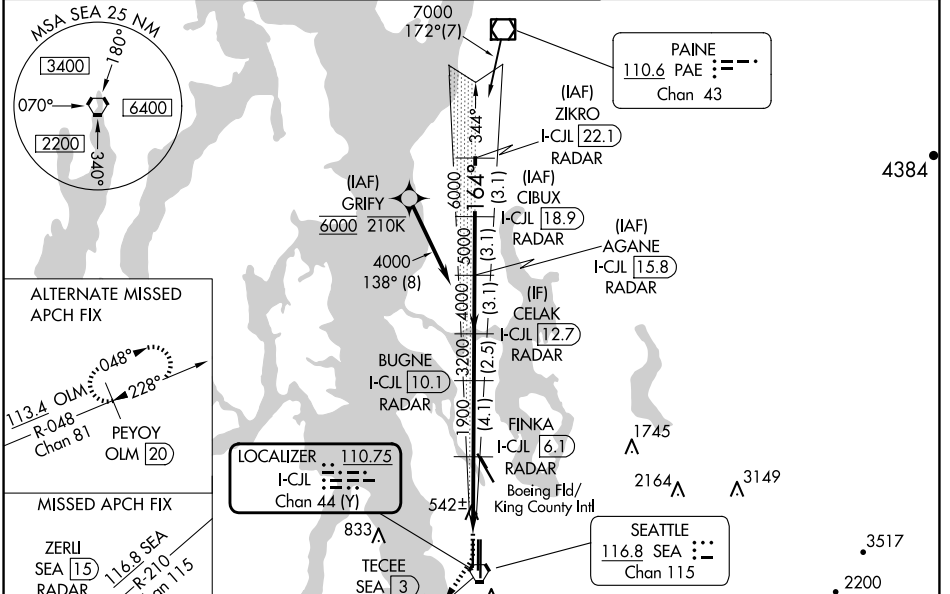 MSA SEA 25 NM
180°
3400
070°
6400
2200
340°
7000
172°(7)
PAINE
110.6 PAE
Chan 43
(IAF)
ZIKRO
I-CJL 22.1
RADAR
344°
164°
6000
(3.1)
4384
(IAF)
GRIFY
6000 210K
(IAF)
CIBUX
I-CJL 18.9
RADAR
5000
(3.1)
4000
138° (8)
(IAF)
AGANE
I-CJL 15.8
RADAR
4000
(3.1)
(IF)
CELAK
I-CJL 12.7
RADAR
3200
(2.5)
BUGNE
I-CJL 10.1
RADAR
1900
(4.1)
FINKA
I-CJL 6.1
RADAR
Boeing Fld/
King County Intl
1745
2164
3149
ALTERNATE MISSED
APCH FIX
048°
228°
113.4 OLM
R-048
Chan 81
PEYOY
OLM 20
LOCALIZER 110.75
I-CJL
Chan 44 (Y)
542±
833
SEATTLE
116.8 SEA
Chan 115
3517
2200
MISSED APCH FIX
ZERLI
SEA 15
RADAR
116.8 SEA
R-210
TECEE
SEA 3